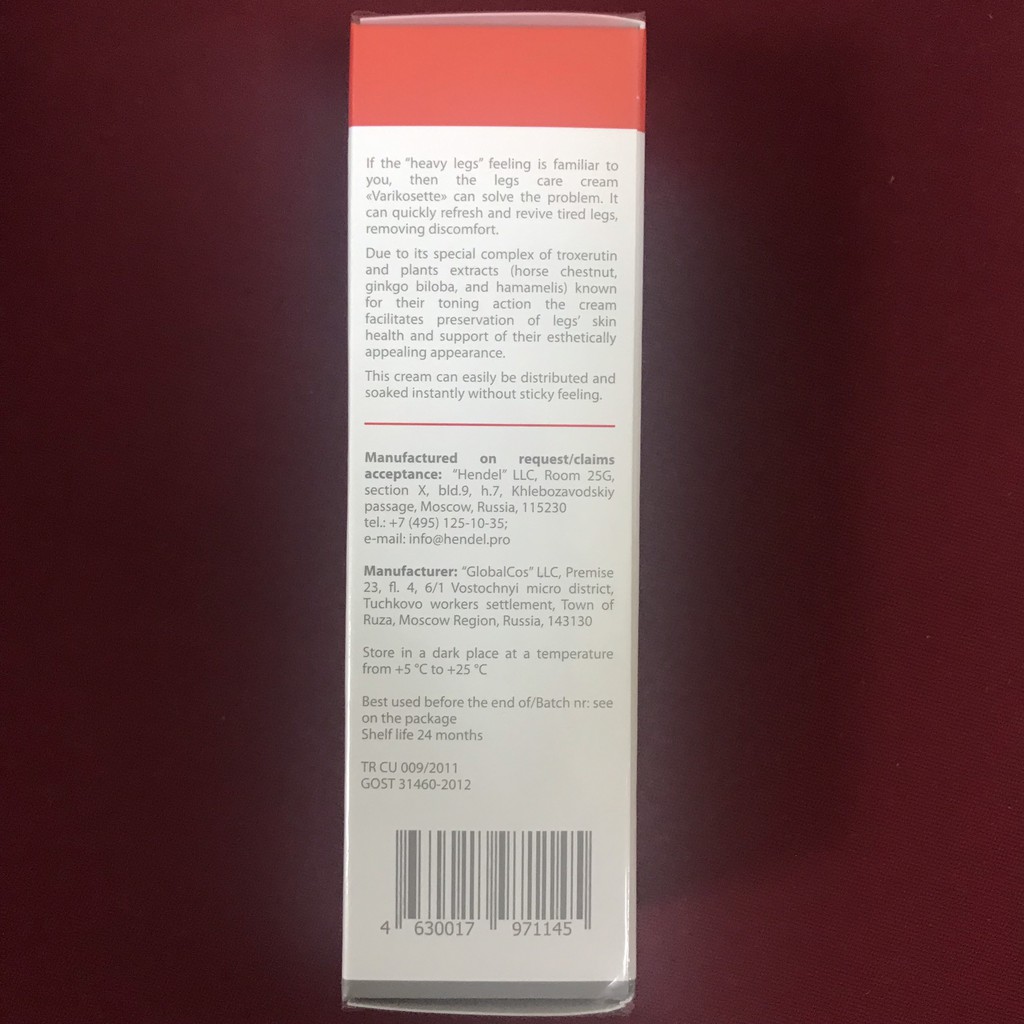 If the "heavy legs" feeling is familiar to
you, then the legs care cream
«Varikosette» can solve the problem. It
can quickly refresh and revive tired legs,
removing discomfort.
Due to its special complex of troxerutin
and plants extracts (horse chestnut,
ginkgo biloba, and hamamelis) known
for their toning action the cream
facilitates preservation of legs' skin
health and support of their esthetically
appealing appearance.
This cream can easily be distributed and
soaked instantly without sticky feeling.
Manufactured on request/claims
acceptance: "Hendel" LLC, Room 25G,
section X, bld.9, h.7, Khlebozavodskiy
passage, Moscow, Russia, 115230
tel.: +7 (495) 125-10-35;
e-mail: info@hendel.pro
Manufacturer: "GlobalCos" LLC, Premise
23, fl. 4, 6/1 Vostochnyi micro district,
Tuchkovo workers settlement, Town of
Ruza, Moscow Region, Russia, 143130
Store in a dark place at a temperature
from +5 °C to +25 °C
Best used before the end of/Batch nr: see
on the package
Shelf life 24 months
TR CU 009/2011
GOST 31460-2012
4 630017 971145